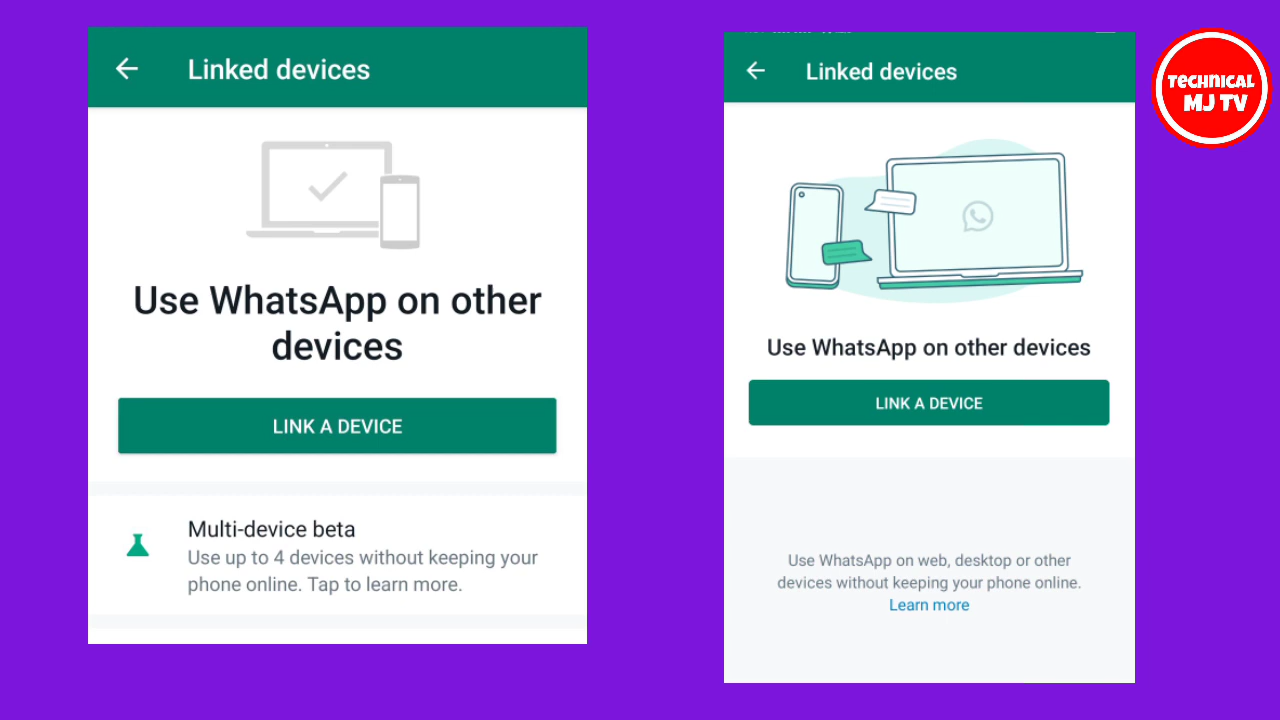 Linked devices
Use WhatsApp on other
devices
LINK A DEVICE
Multi-device beta
Use up to 4 devices without keeping your
phone online. Tap to learn more.
Linked devices
Use WhatsApp on other devices
LINK A DEVICE
Use WhatsApp on web, desktop or other
devices without keeping your phone online.
Learn more
TECHNICAL
MJ TV